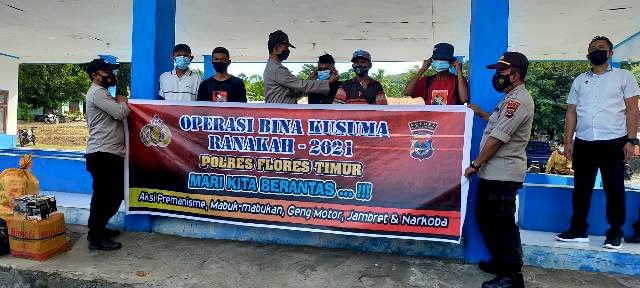 OPERASI BINA KUSUMA
RANAKAH - 2021
POLRES FLORES TIMUR
MARI KITA BERANTAS ... !!!
Aksi Premanisme, Mabuk-mabukan, Geng Motor, Jambret & Narkoba